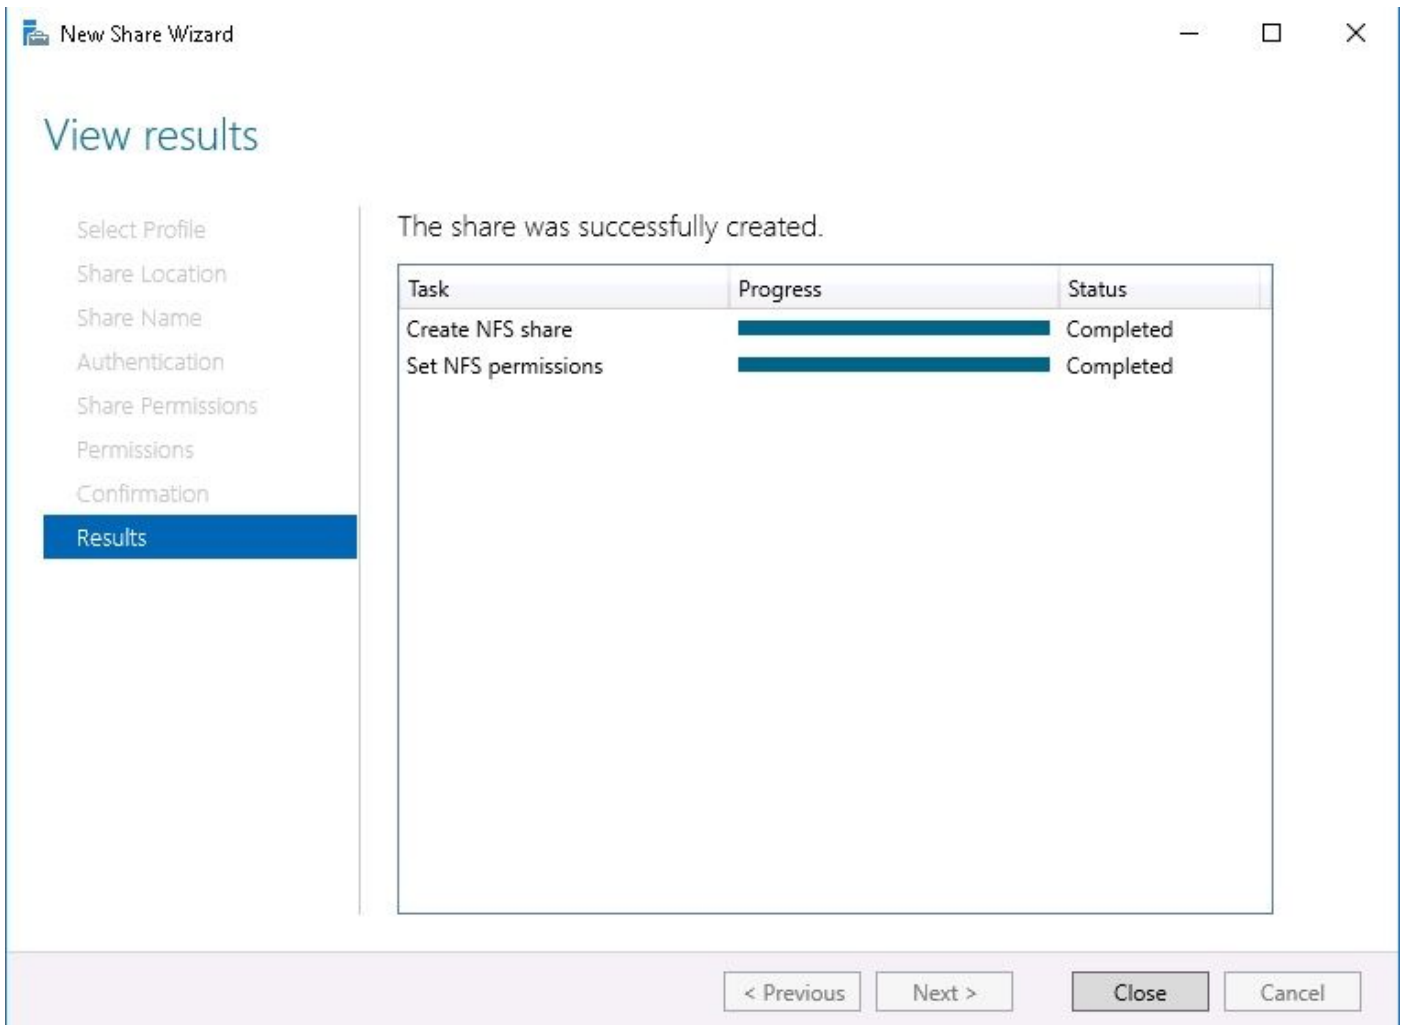 New Share Wizard
View results
Select Profile
Share Location
Share Name
Authentication
Share Permissions
Permissions
Confirmation
Results
The share was successfully created.
Task Progress Status
Create NFS share Completed
Set NFS permissions Completed
< Previous Next > Close Cancel